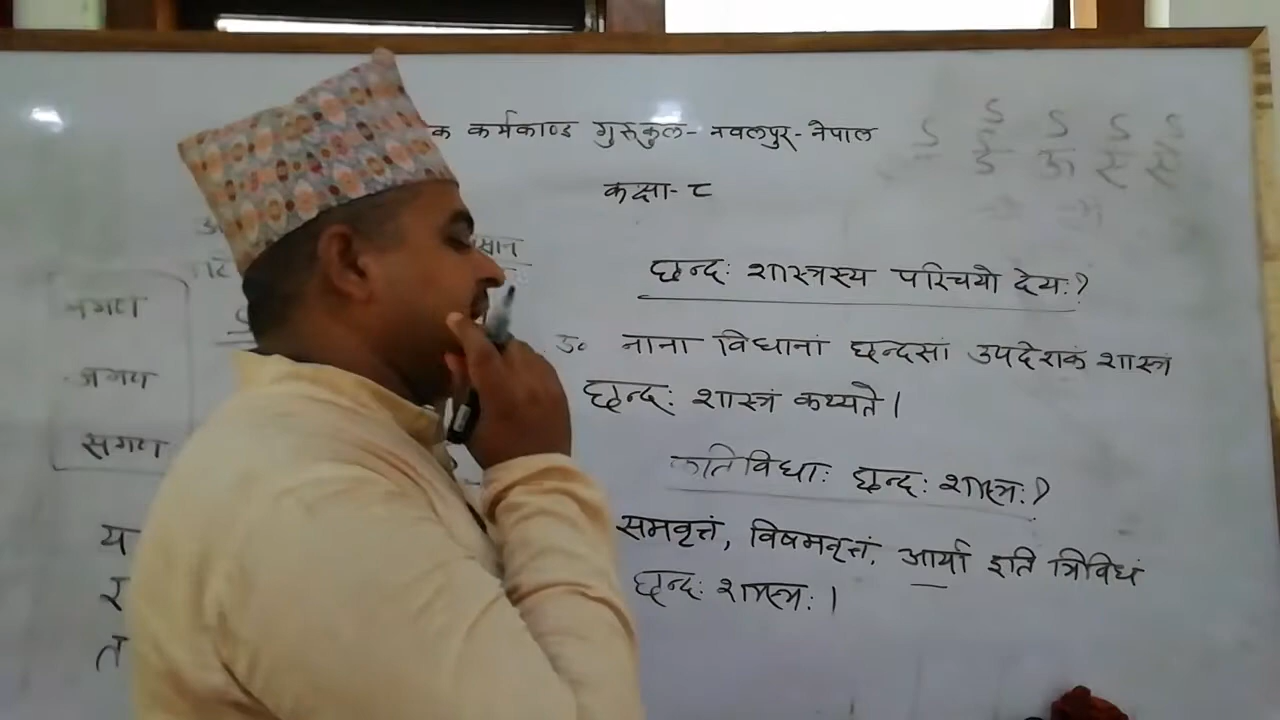 क कर्मकाण्ड गुरुकुल- नवलपुर- नेपाल
कक्षा- ८
छन्दः शास्त्रस्य परिचयो देयः?
उ० नाना विधानां छन्दसां उपदेशकं शास्त्रं
छन्दः शास्त्रं कथ्यते।
कतिविधाः छन्दः शास्त्रः?
समवृत्तं, विषमवृत्तं, आर्या इति त्रिविधं
छन्दः शास्त्रः।
नगण
जगण
सगण
य
र
त